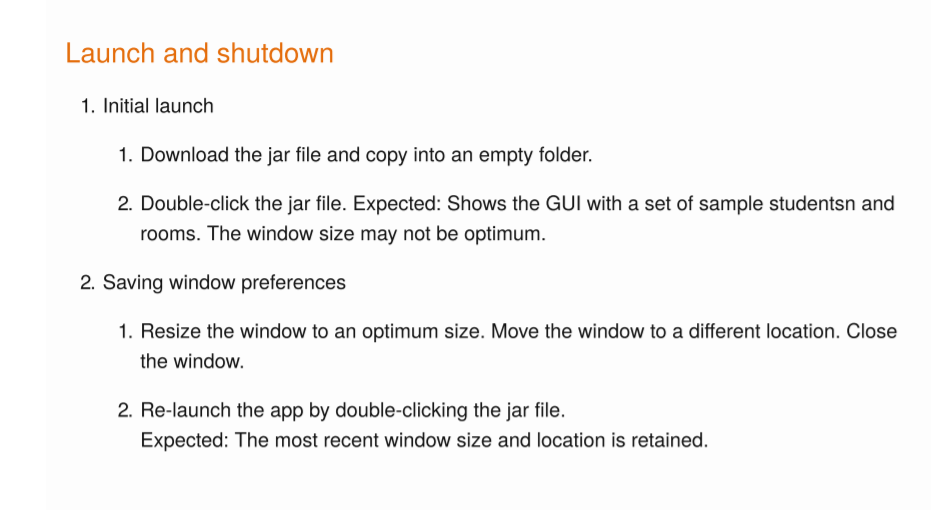 Launch and shutdown
1. Initial launch
1. Download the jar file and copy into an empty folder.
2. Double-click the jar file. Expected: Shows the GUI with a set of sample studentsn and
rooms. The window size may not be optimum.
2. Saving window preferences
1. Resize the window to an optimum size. Move the window to a different location. Close
the window.
2. Re-launch the app by double-clicking the jar file.
Expected: The most recent window size and location is retained.